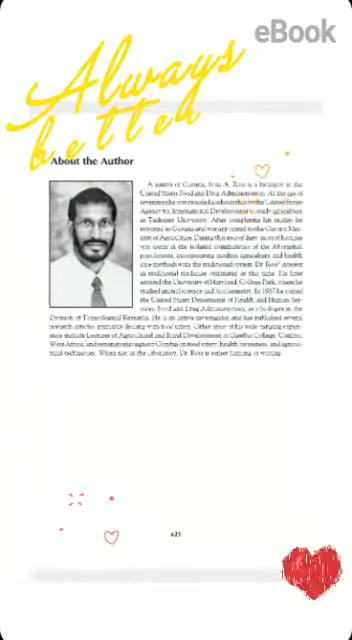 eBook
Always
better
About the Author
A native of Guyana, Ivan A. Ross is a biologist at the
United States Food and Drug Administration. At the age of
seventeen he was awarded a scholarship by the United States
Agency for International Development to study agriculture
at Tuskegee University. After completing his studies he
returned to Guyana and was appointed to the Guyana Min-
istry of Agriculture. During this tour of duty most of his time
was spent in the isolated communities of the Aboriginal
populations, incorporating modern agriculture and health
care methods with the traditional system. Dr. Ross' interest
in traditional medicine originated at this time. He later
entered the University of Maryland, College Park, where he
studied animal science and biochemistry. In 1987 he joined
the United States Department of Health and Human Ser-
vices, Food and Drug Administration, as a biologist in the
Division of Toxicological Research. He is an active investigator and has published several
research articles, primarily dealing with food safety. Other areas of his wide-ranging experi-
ence include Lecturer of Agricultural and Rural Development at Gambia College, Gambia,
West Africa, and
on food safety, health awareness, and agricul-
tural techniques. When not in the laboratory, Dr. Ross is either farming or writing.
623